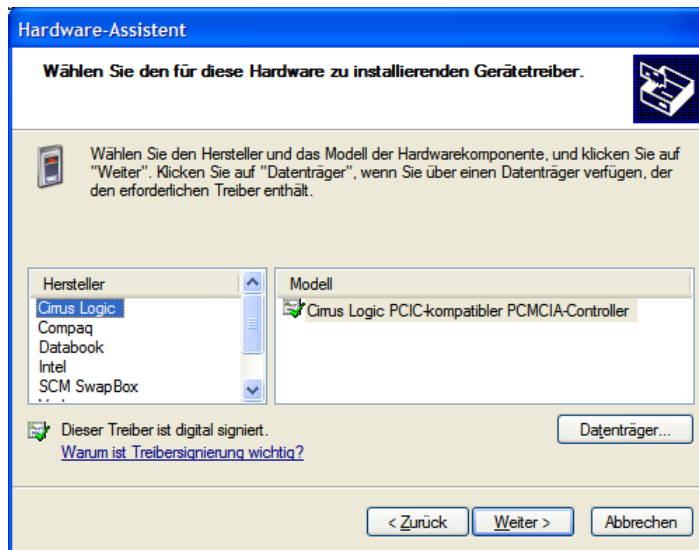 Hardware-Assistent
Wählen Sie den für diese Hardware zu installierenden Gerätetreiber.
Wählen Sie den Hersteller und das Modell der Hardwarekomponente, und klicken Sie auf
"Weiter". Klicken Sie auf "Datenträger", wenn Sie über einen Datenträger verfügen, der
den erforderlichen Treiber enthält.
Hersteller
Modell
Cirrus Logic
Cirrus Logic PCIC-kompatibler PCMCIA-Controller
Compaq
Databook
Intel
SCM SwapBox
Dieser Treiber ist digital signiert.
Datenträger...
Warum ist Treibersignierung wichtig?
< Zurück
Weiter >
Abbrechen